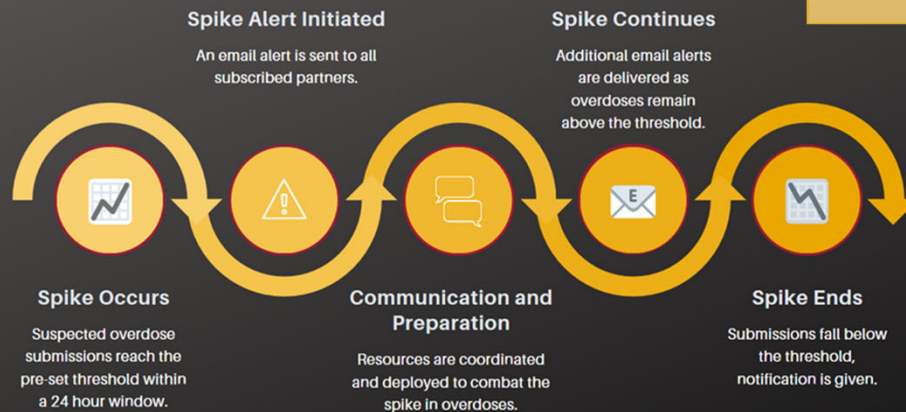 Spike Alert Initiated
An email alert is sent to all
subscribed partners.
Spike Continues
Additional email alerts
are delivered as
overdoses remain
above the threshold.
E
Spike Occurs
Suspected overdose
submissions reach the
pre-set threshold within
a 24 hour window.
Communication and
Preparation
Resources are coordinated
and deployed to combat the
spike in overdoses.
Spike Ends
Submissions fall below
the threshold,
notification is given.